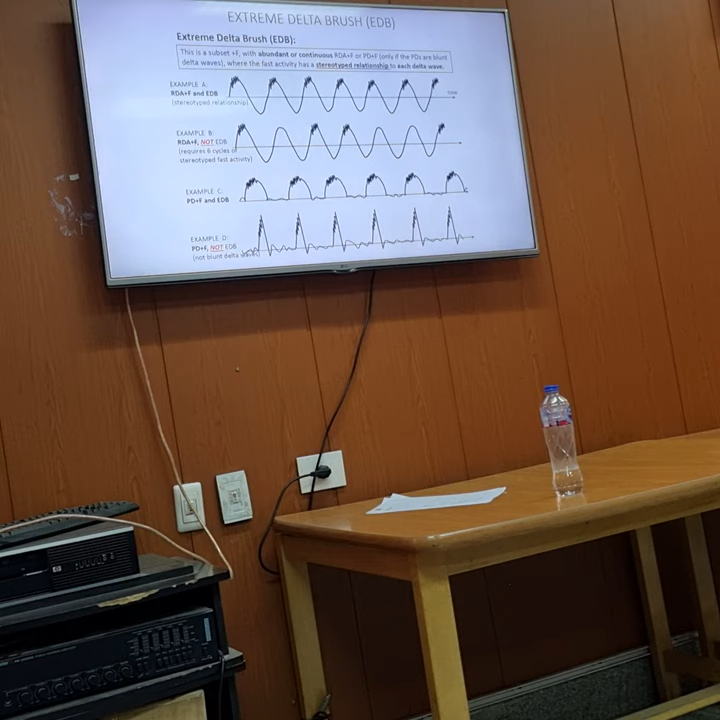 EXTREME DELTA BRUSH (EDB)
Extreme Delta Brush (EDB):
This is a subset +F, with abundant or continuous RDA+F or PD+F (only if the PDs are blunt
delta waves), where the fast activity has a stereotyped relationship to each delta wave.
EXAMPLE A:
RDA+F and EDB
(stereotyped relationship)
EXAMPLE B:
RDA+F, NOT EDB
(requires 6 cycles of
stereotyped fast activity)
EXAMPLE C:
PD+F and EDB
EXAMPLE D:
PD+F, NOT EDB
(not blunt delta waves)
LG
hp